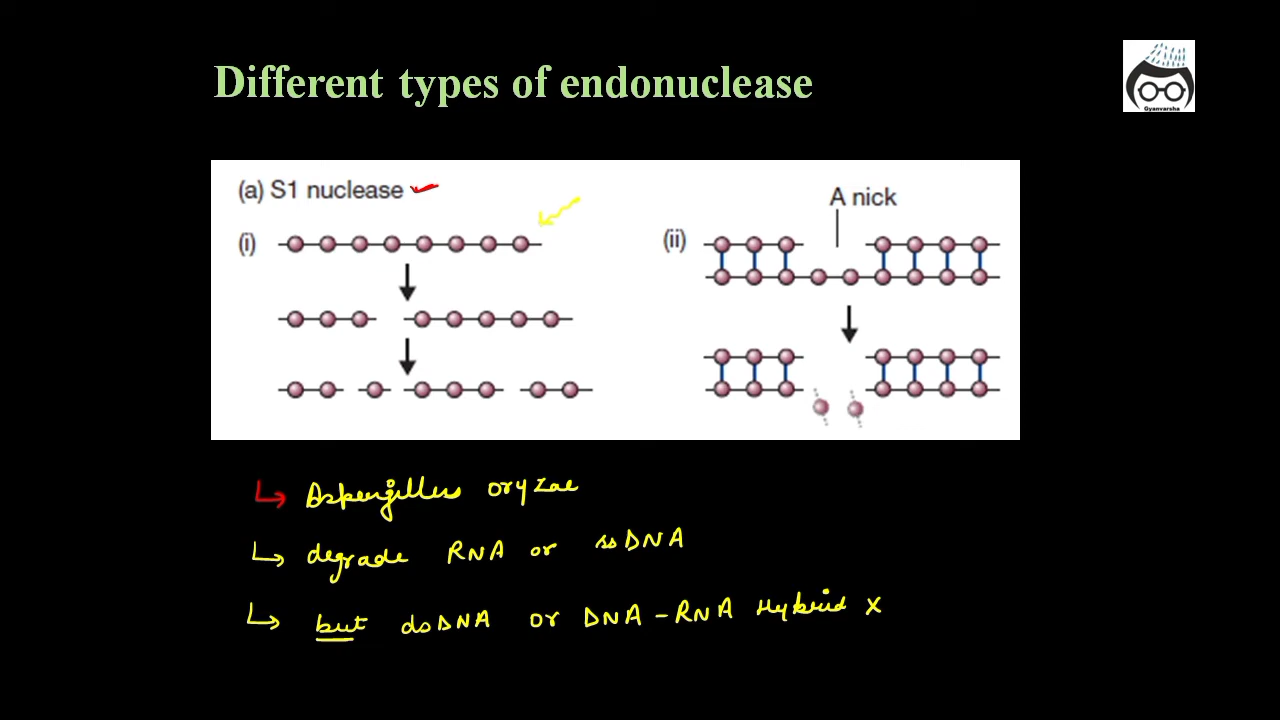 Different types of endonuclease
Gyanvarsha
(a) S1 nuclease
A nick
(i)
(ii)
Aspergillus oryzae
degrade RNA or ssDNA
but dsDNA or DNA-RNA Hybrid x